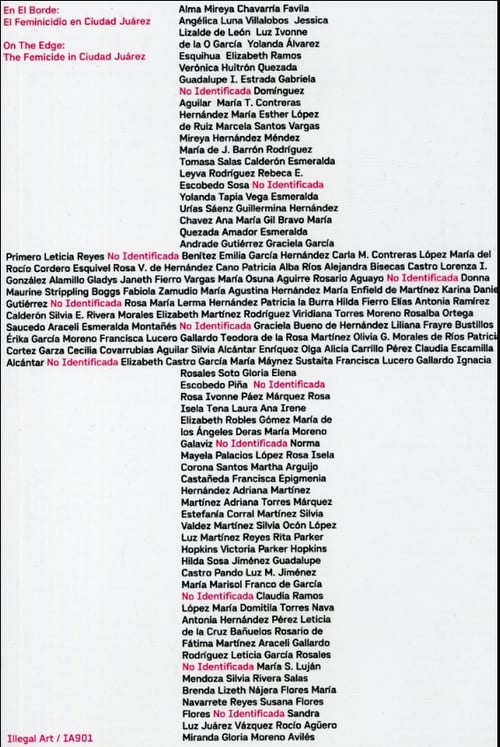 En El Borde:
El Feminicidio en Ciudad Juárez
On The Edge:
The Femicide in Ciudad Juárez
Alma Mireya Chavarría Favila
Angélica Luna Villalobos Jessica
Lizalde de León Luz Ivonne
de la O García Yolanda Álvarez
Esquihua Elizabeth Ramos
Verónica Huitrón Quezada
Guadalupe I. Estrada Gabriela
No Identificada Domínguez
Aguilar María T. Contreras
Hernández María Esther López
de Ruiz Marcela Santos Vargas
Mireya Hernández Méndez
María de J. Barrón Rodríguez
Tomasa Salas Calderón Esmeralda
Leyva Rodríguez Rebeca E.
Escobedo Sosa No Identificada
Yolanda Tapia Vega Esmeralda
Urías Sáenz Guillermina Hernández
Chavez Ana María Gil Bravo María
Quezada Amador Esmeralda
Andrade Gutiérrez Graciela García
Primero Leticia Reyes No Identificada Benítez Emilia García Hernández Carla M. Contreras López María del
Rocío Cordero Esquivel Rosa V. de Hernández Cano Patricia Alba Ríos Alejandra Bisecas Castro Lorenza I.
González Alamillo Gladys Janeth Fierro Vargas María Osuna Aguirre Rosario Aguayo No Identificada Donna
Maurine Strippling Boggs Fabiola Zamudio María Agustina Hernández María Enfield de Martínez Karina Danie
Gutiérrez No Identificada Rosa María Lerma Hernández Patricia la Burra Hilda Fierro Elías Antonia Ramírez
Calderón Silvia E. Rivera Morales Elizabeth Martínez Rodríguez Viridiana Torres Moreno Rosalba Ortega
Saucedo Araceli Esmeralda Montañés No Identificada Graciela Bueno de Hernández Liliana Frayre Bustillos
Érika García Moreno Francisca Lucero Gallardo Teodora de la Rosa Martínez Olivia G. Morales de Ríos Patrici
Cortez Garza Cecilia Covarrubias Aguilar Silvia Alcántar Enríquez Olga Alicia Carrillo Pérez Claudia Escamilla
Alcántar No Identificada Elizabeth Castro García María Máynez Sustaita Francisca Lucero Gallardo Ignacia
Rosales Soto Gloria Elena
Escobedo Piña No Identificada
Rosa Ivonne Páez Márquez Rosa
Isela Tena Laura Ana Irene
Elizabeth Robles Gómez María de
los Ángeles Deras María Moreno
Galaviz No Identificada Norma
Mayela Palacios López Rosa Isela
Corona Santos Martha Arguijo
Castañeda Francisca Epigmenia
Hernández Adriana Martínez
Martínez Adriana Torres Márquez
Estefanía Corral Martínez Silvia
Valdez Martínez Silvia Ocón López
Luz Martínez Reyes Rita Parker
Hopkins Victoria Parker Hopkins
Hilda Sosa Jiménez Guadalupe
Castro Pando Luz M. Jiménez
María Marisol Franco de García
No Identificada Claudia Ramos
López María Domitila Torres Nava
Antonia Hernández Pérez Leticia
de la Cruz Bañuelos Rosario de
Fátima Martínez Araceli Gallardo
Rodríguez Leticia García Rosales
No Identificada María S. Luján
Mendoza Silvia Rivera Salas
Brenda Lizeth Nájera Flores María
Navarrete Reyes Susana Flores
Flores No Identificada Sandra
Luz Juárez Vázquez Rocío Agüero
Miranda Gloria Moreno Avilés
Illegal Art / IA901